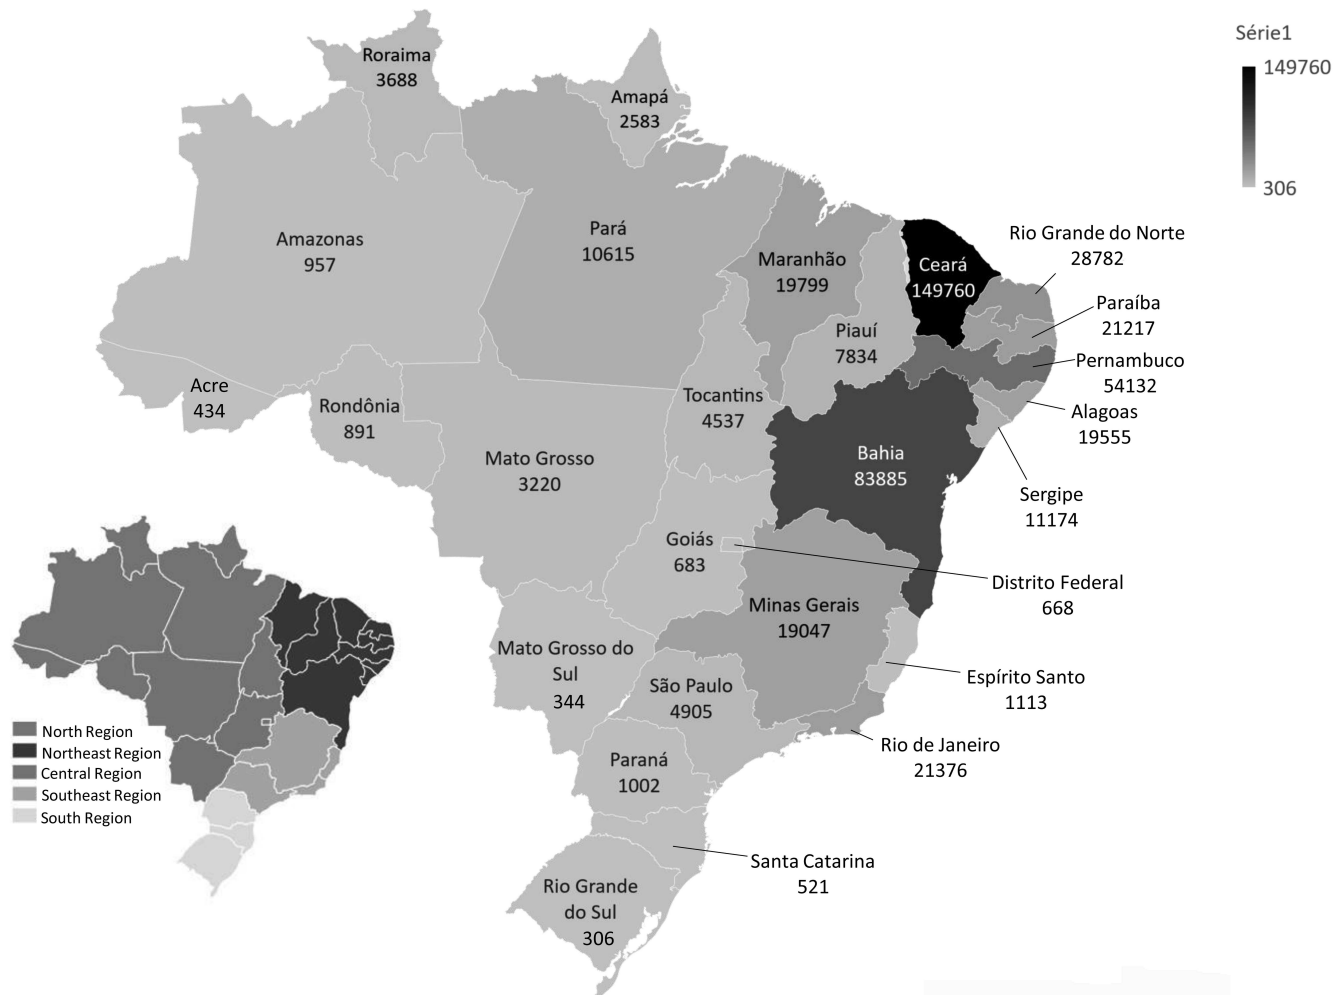 Série1
149760
306
Roraima
3688
Amapá
2583
Amazonas
957
Pará
10615
Maranhão
19799
Ceará
149760
Rio Grande do Norte
28782
Paraíba
21217
Piauí
7834
Pernambuco
54132
Acre
434
Rondônia
891
Tocantins
4537
Alagoas
19555
Mato Grosso
3220
Bahia
83885
Sergipe
11174
Goiás
683
Distrito Federal
668
Minas Gerais
19047
Mato Grosso do
Sul
344
São Paulo
4905
Espírito Santo
1113
Rio de Janeiro
21376
Paraná
1002
Santa Catarina
521
Rio Grande
do Sul
306
North Region
Northeast Region
Central Region
Southeast Region
South Region